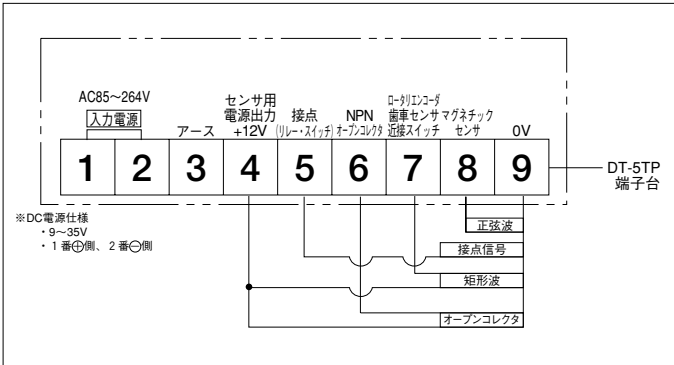 AC85～264V
入力電源
アース
センサ用
電源出力
+12V
接点
(リレー・スイッチ)
NPN
オープンコレクタ
ロータリエンコーダ
歯車センサ
近接スイッチ
マグネチック
センサ
0V
1 2 3 4 5 6 7 8 9
DT-5TP
端子台
※DC電源仕様
・9～35V
・1番⊕側、2番⊖側
正弦波
接点信号
矩形波
オープンコレクタ